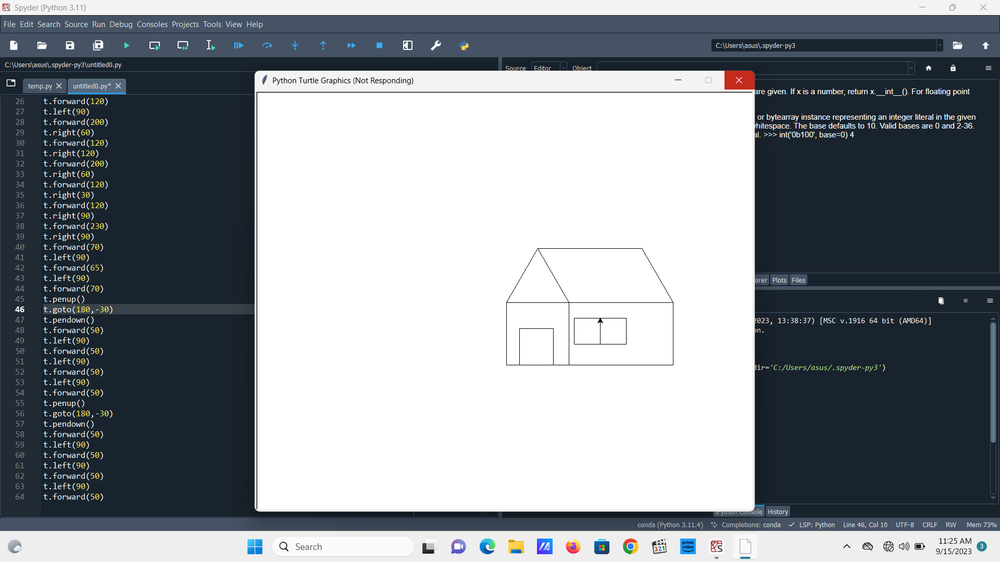 Spyder (Python 3.11)
File Edit Search Source Run Debug Consoles Projects Tools View Help
C:\Users\asus\.spyder-py3
C:\Users\asus\.spyder-py3\untitled0.py
Source Editor Object
temp.py untitled0.py*
Python Turtle Graphics (Not Responding)
are given. If x is a number, return x.__int__(). For floating point
or bytearray instance representing an integer literal in the given
whitespace. The base defaults to 10. Valid bases are 0 and 2-36.
al. >>> int('0b100', base=0) 4
26 t.forward(120)
27 t.left(90)
28 t.forward(200)
29 t.right(60)
30 t.forward(120)
31 t.right(120)
32 t.forward(200)
33 t.right(60)
34 t.forward(120)
35 t.right(30)
36 t.forward(120)
37 t.right(90)
38 t.forward(230)
39 t.right(90)
40 t.forward(70)
41 t.left(90)
42 t.forward(65)
43 t.left(90)
44 t.forward(70)
45 t.penup()
46 t.goto(180,-30)
47 t.pendown()
48 t.forward(50)
49 t.left(90)
50 t.forward(50)
51 t.left(90)
52 t.forward(50)
53 t.left(90)
54 t.forward(50)
55 t.penup()
56 t.goto(180,-30)
57 t.pendown()
58 t.forward(50)
59 t.left(90)
60 t.forward(50)
61 t.left(90)
62 t.forward(50)
63 t.left(90)
64 t.forward(50)
orer Plots Files
2023, 13:38:37) [MSC v.1916 64 bit (AMD64)]
on.
dir='C:/Users/asus/.spyder-py3')
IPython Console History
conda (Python 3.11.4) Completions: conda LSP: Python Line 46, Col 10 UTF-8 CRLF RW Mem 73%
Search
321
prime video
11:25 AM
9/15/2023
3